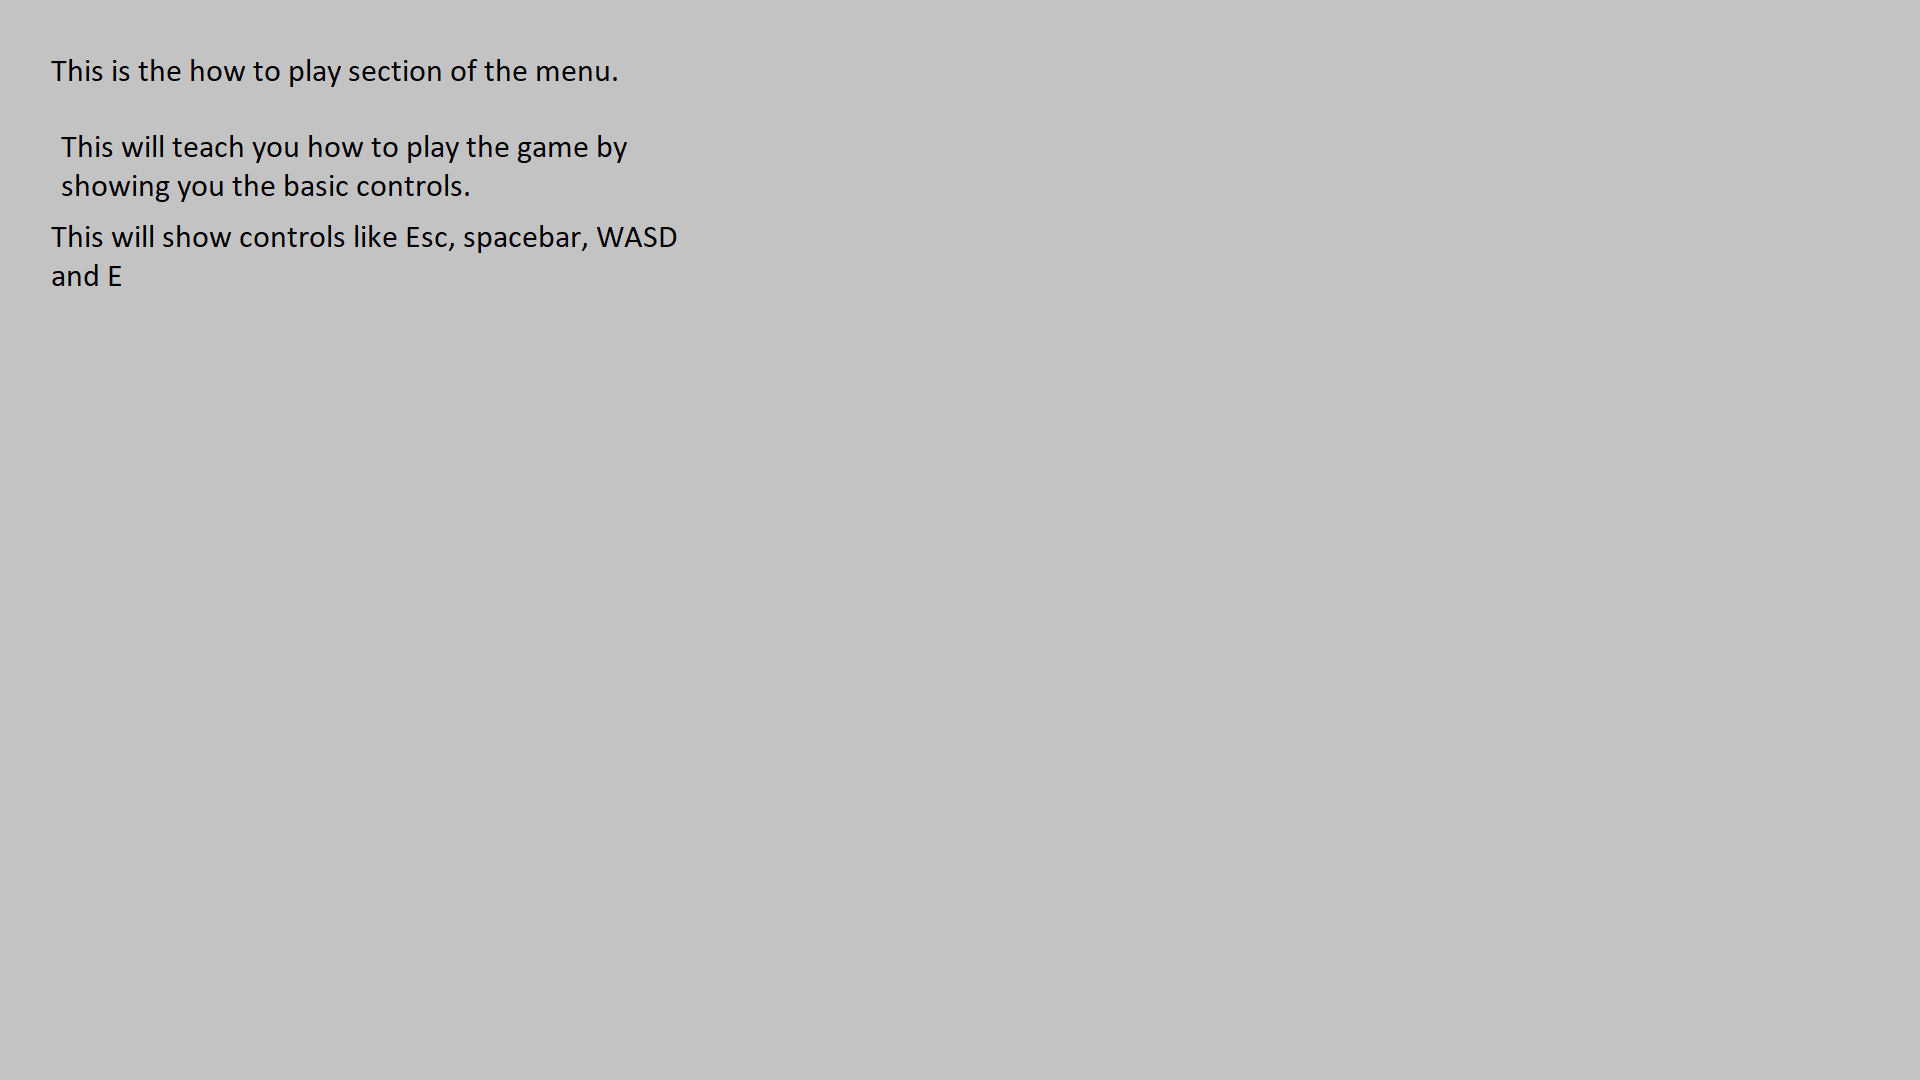 This is the how to play section of the menu.
This will teach you how to play the game by
showing you the basic controls.
This will show controls like Esc, spacebar, WASD
and E